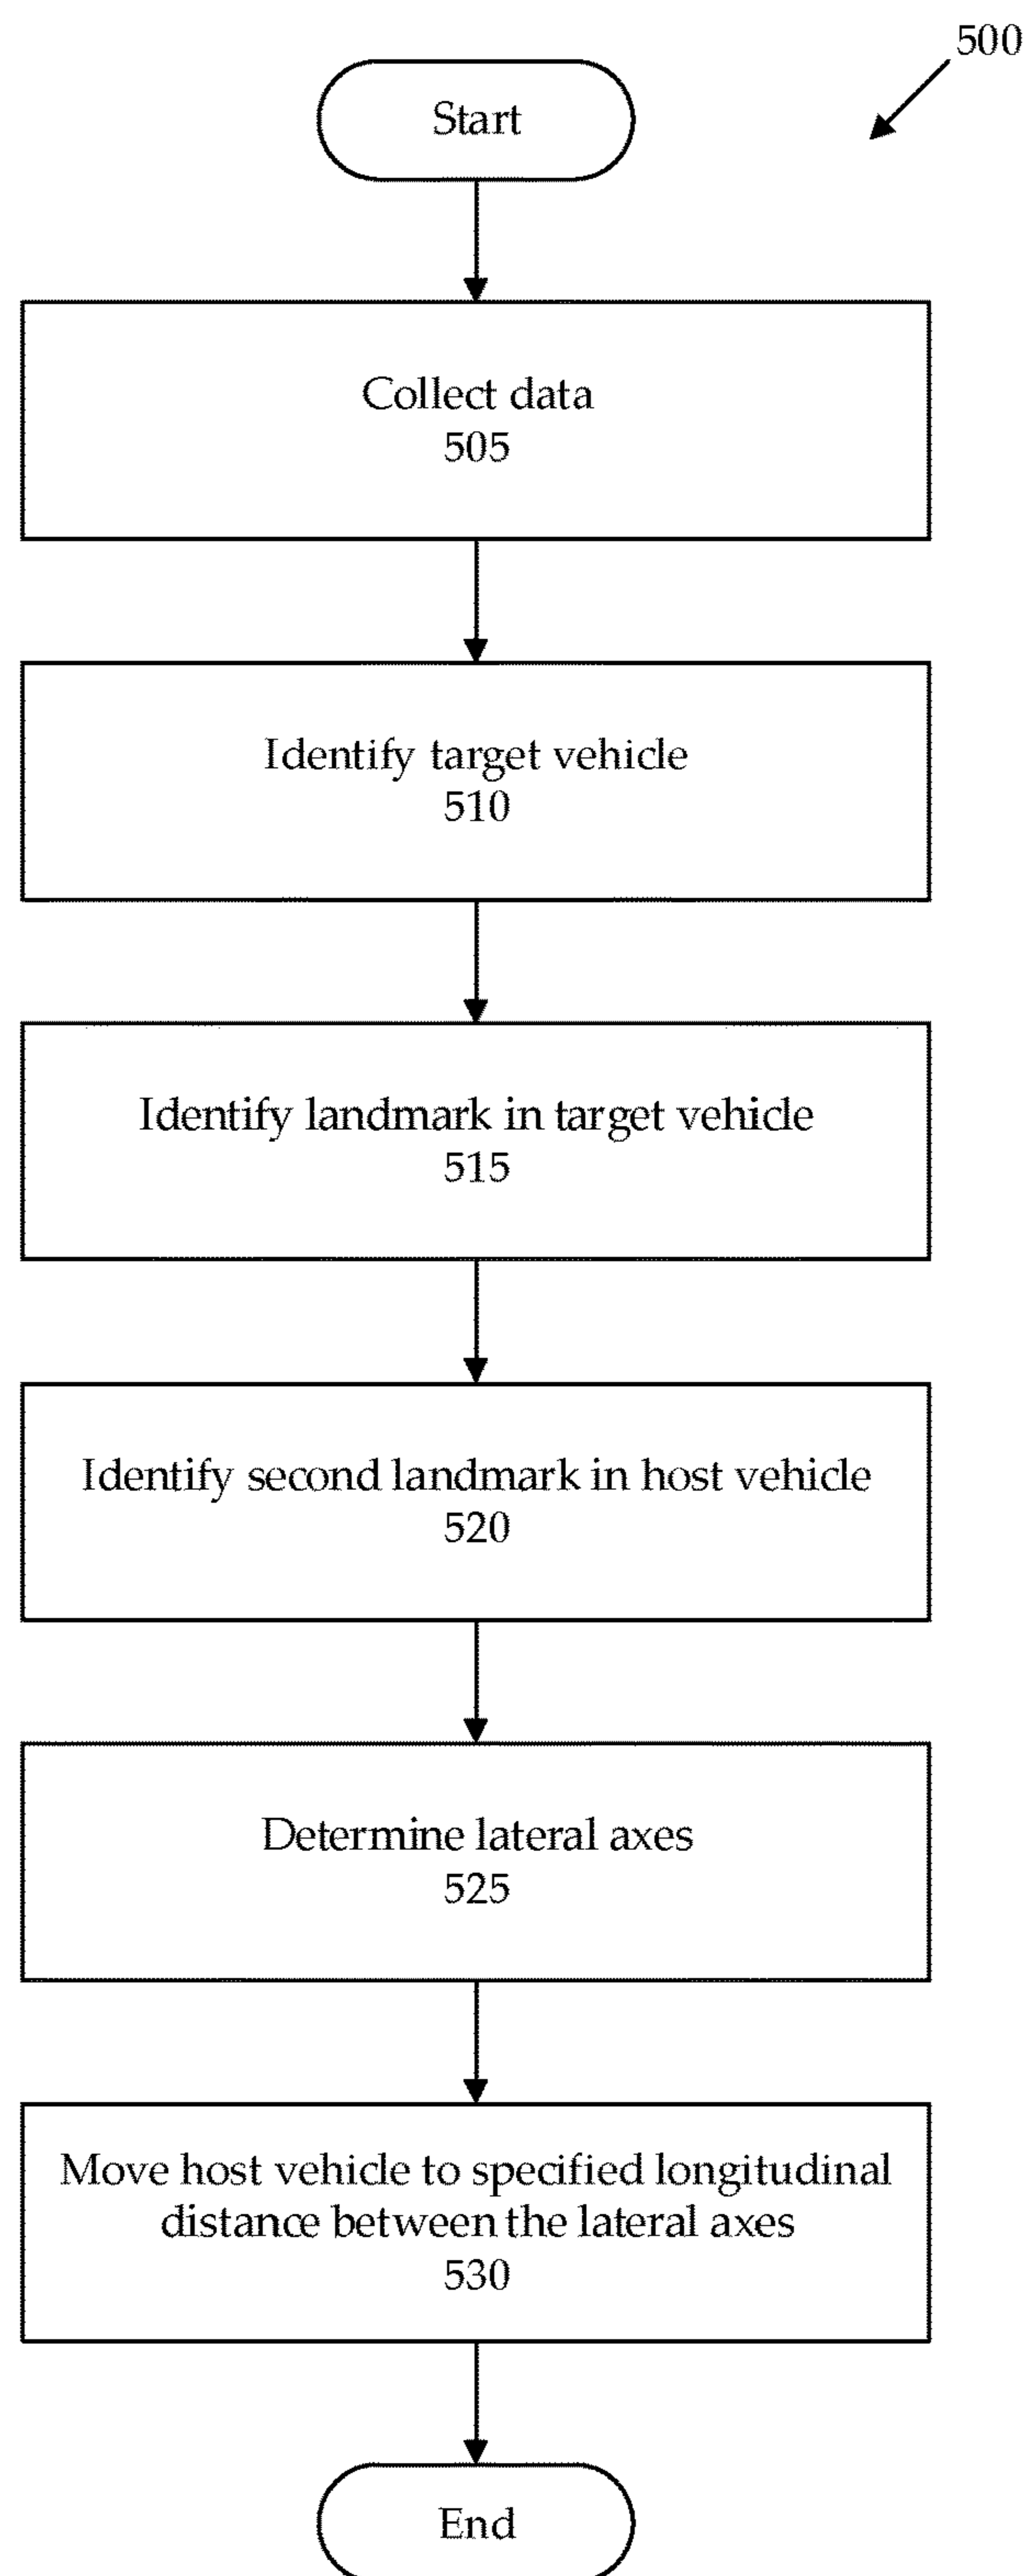 500
Start
Collect data
505
Identify target vehicle
510
Identify landmark in target vehicle
515
Identify second landmark in host vehicle
520
Determine lateral axes
525
Move host vehicle to specified longitudinal
distance between the lateral axes
530
End